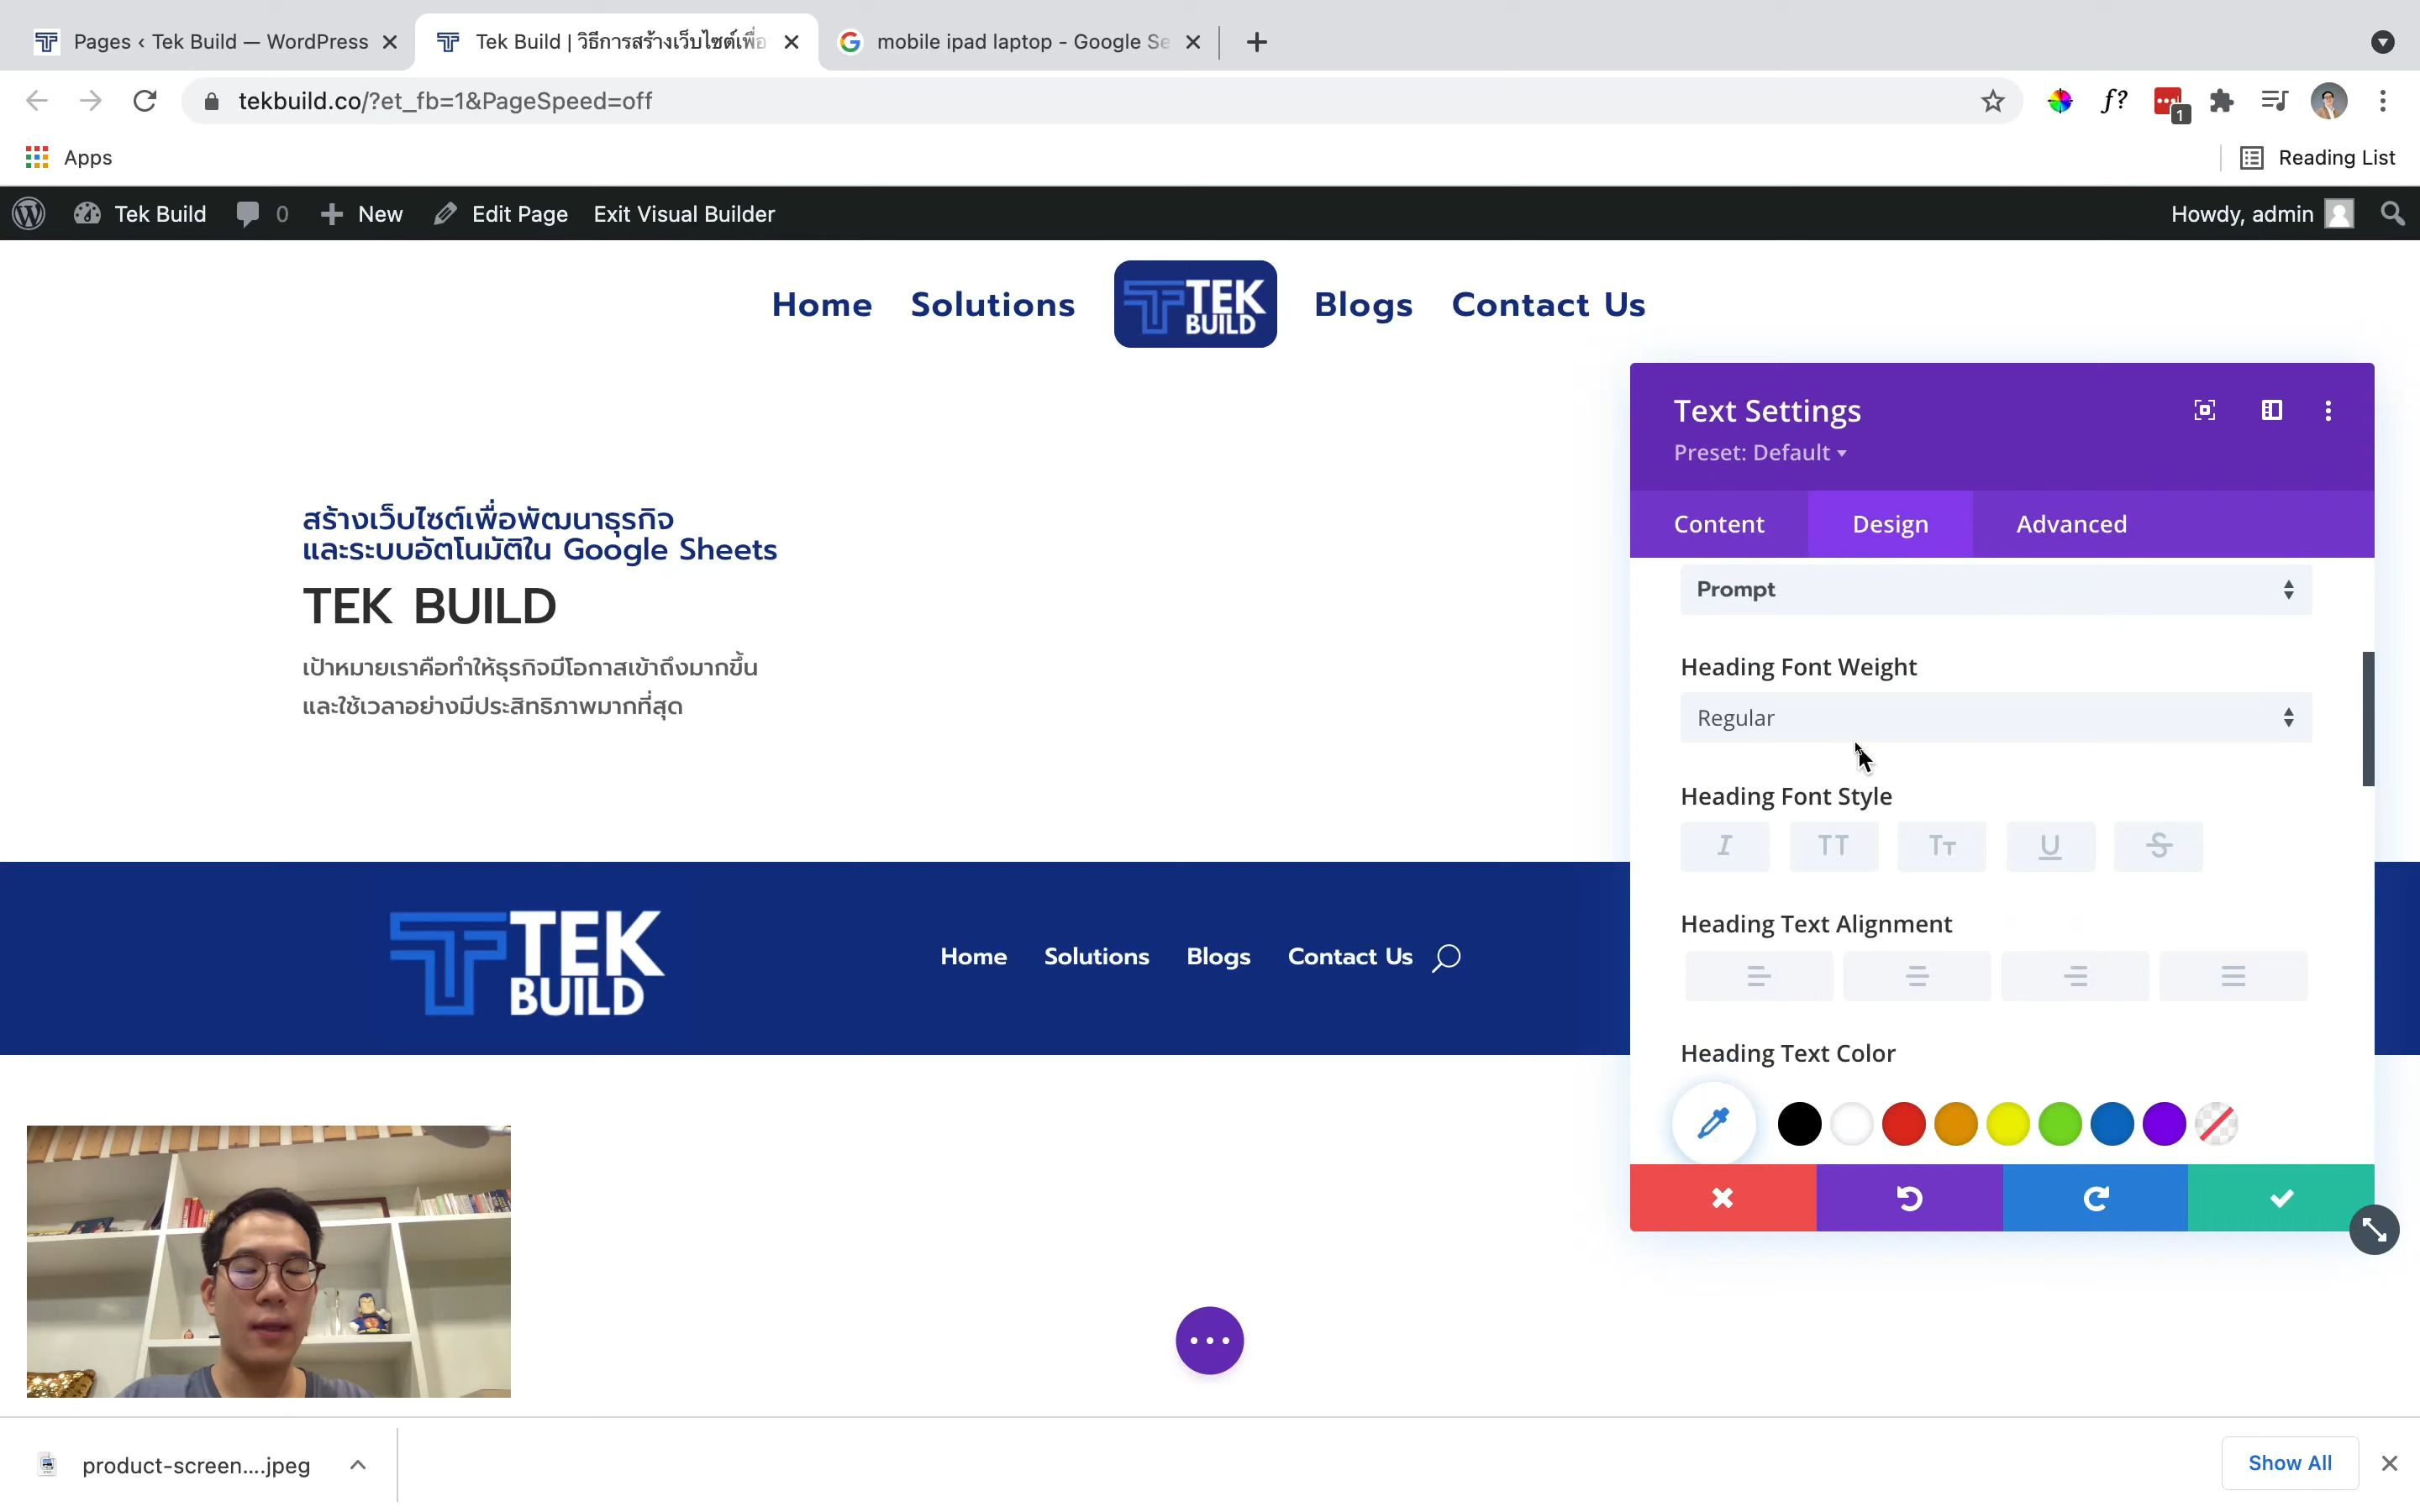 Pages ‹ Tek Build — WordPress
Tek Build | วิธีการสร้างเว็บไซต์เพื่อ
mobile ipad laptop - Google Se
tekbuild.co/?et_fb=1&PageSpeed=off
f?
1
Apps
Reading List
Tek Build
0
New
Edit Page
Exit Visual Builder
Howdy, admin
Home
Solutions
TEK
BUILD
Blogs
Contact Us
สร้างเว็บไซต์เพื่อพัฒนาธุรกิจ
และระบบอัตโนมัติใน Google Sheets
TEK BUILD
เป้าหมายเราคือทำให้ธุรกิจมีโอกาสเข้าถึงมากขึ้น
และใช้เวลาอย่างมีประสิทธิภาพมากที่สุด
Text Settings
Preset: Default
Content
Design
Advanced
Prompt
Heading Font Weight
Regular
Heading Font Style
I
TT
Tт
U
S
Heading Text Alignment
Heading Text Color
TEK
BUILD
Home
Solutions
Blogs
Contact Us
product-screen....jpeg
Show All